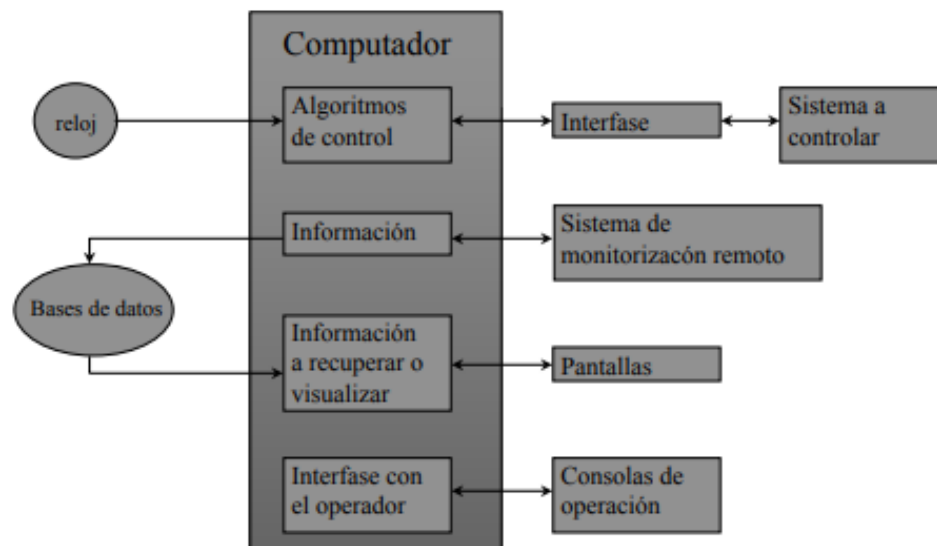 Computador
reloj
Algoritmos
de control
Interfase
Sistema a
controlar
Información
Sistema de
monitorizacón remoto
Bases de datos
Información
a recuperar o
visualizar
Pantallas
Interfase con
el operador
Consolas de
operación